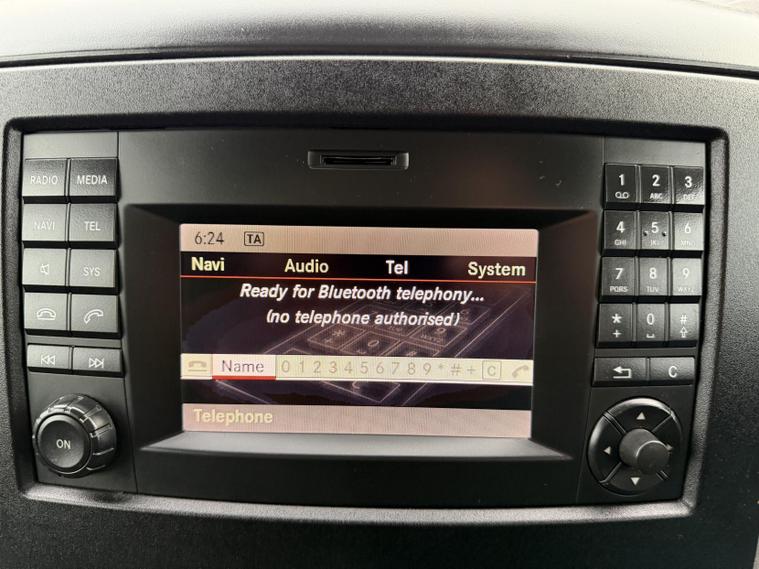 RADIO MEDIA
NAVI TEL
SYS
ON
6:24 TA
Navi Audio Tel System
Ready for Bluetooth telephony...
(no telephone authorised)
Name 0 1 2 3 4 5 6 7 8 9 * # + C
Telephone
1 2 ABC 3 DEF
4 GHI 5 JKL 6 MNO
7 PQRS 8 TUV 9 WXYZ
* + 0 #
C